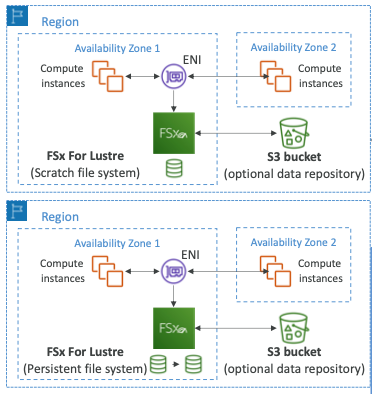 Region
Availability Zone 1
Availability Zone 2
ENI
Compute
instances
Compute
instances
FSx
FSx For Lustre
(Scratch file system)
S3 bucket
(optional data repository)
Region
Availability Zone 1
Availability Zone 2
ENI
Compute
instances
Compute
instances
FSx
FSx For Lustre
(Persistent file system)
S3 bucket
(optional data repository)